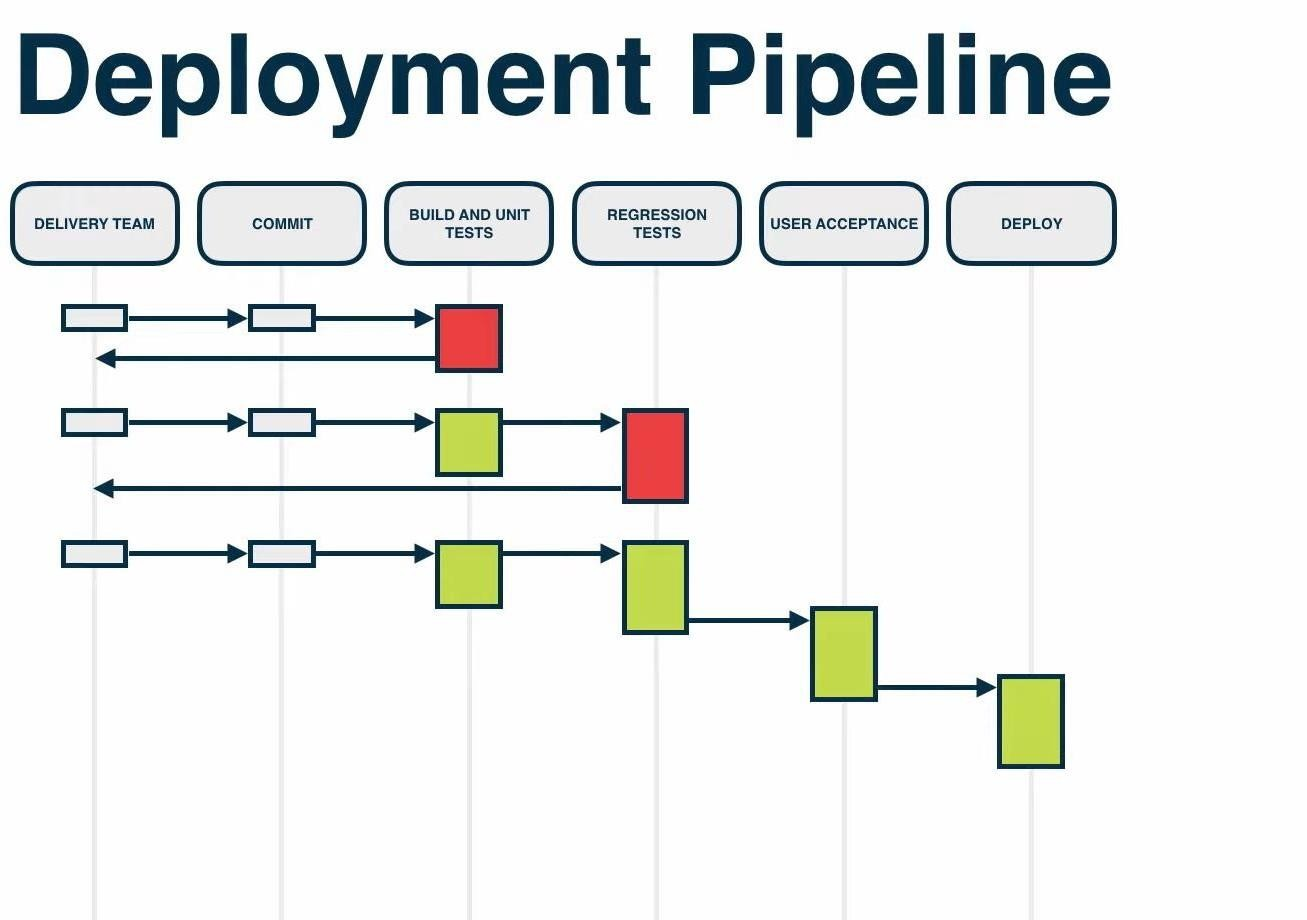 Deployment Pipeline
DELIVERY TEAM
COMMIT
BUILD AND UNIT
TESTS
REGRESSION
TESTS
USER ACCEPTANCE
DEPLOY